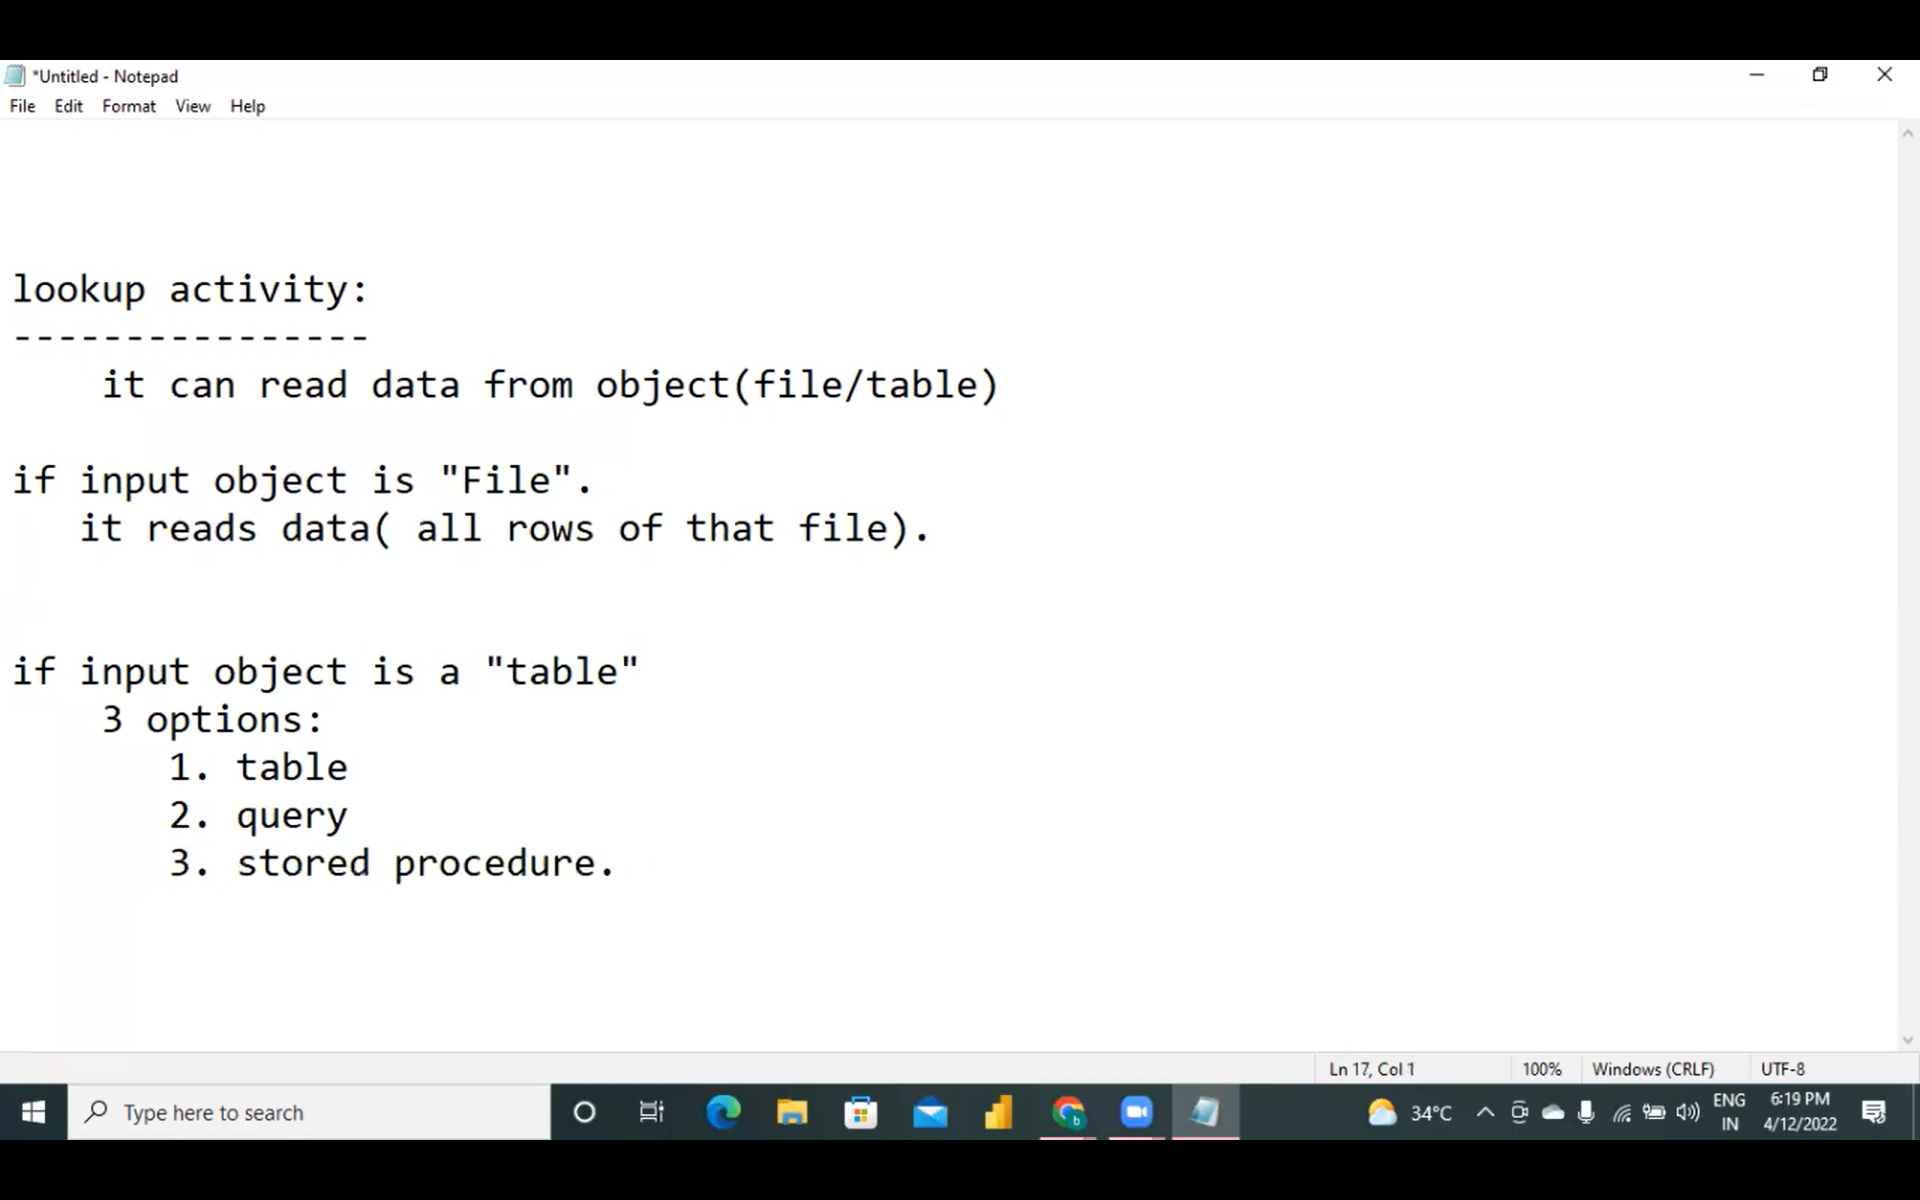 *Untitled - Notepad
File Edit Format View Help
lookup activity:
----------------
it can read data from object(file/table)
if input object is "File".
it reads data( all rows of that file).
if input object is a "table"
3 options:
1. table
2. query
3. stored procedure.
Ln 17, Col 1 100% Windows (CRLF) UTF-8
Type here to search
34°C
ENG
IN
6:19 PM
4/12/2022